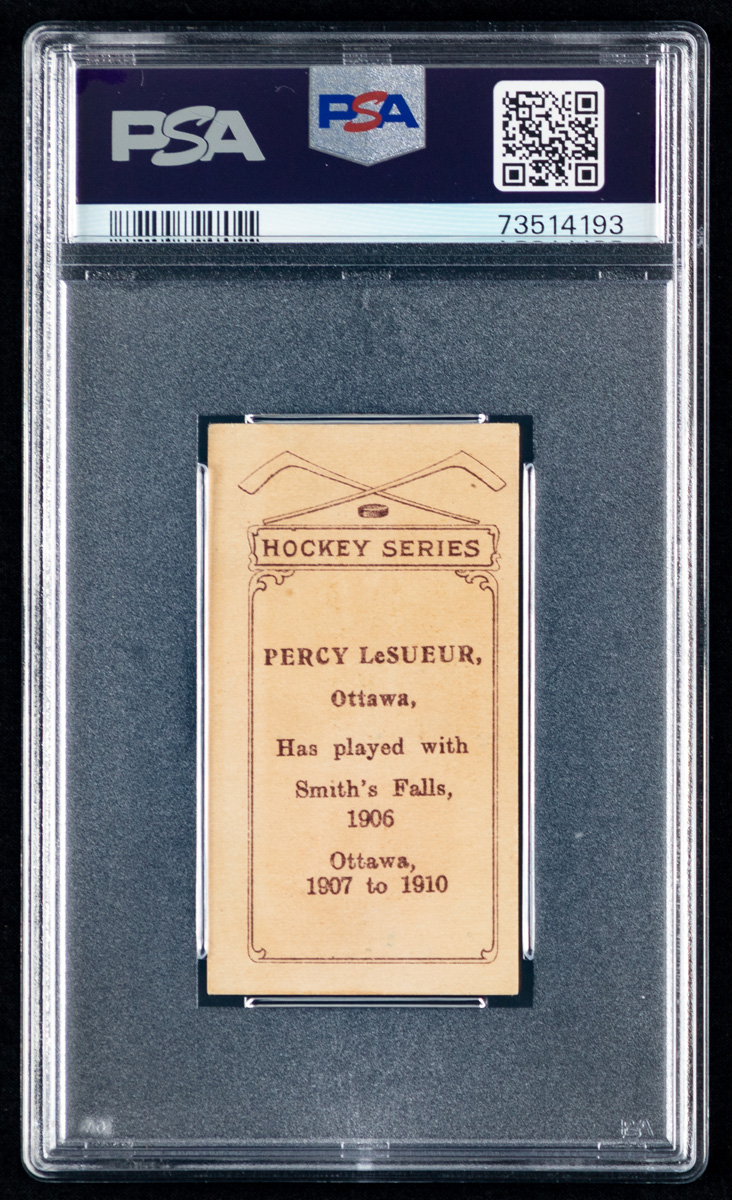 PSA
PSA
73514193
HOCKEY SERIES
PERCY LeSUEUR,
Ottawa,
Has played with
Smith's Falls,
1906
Ottawa,
1907 to 1910